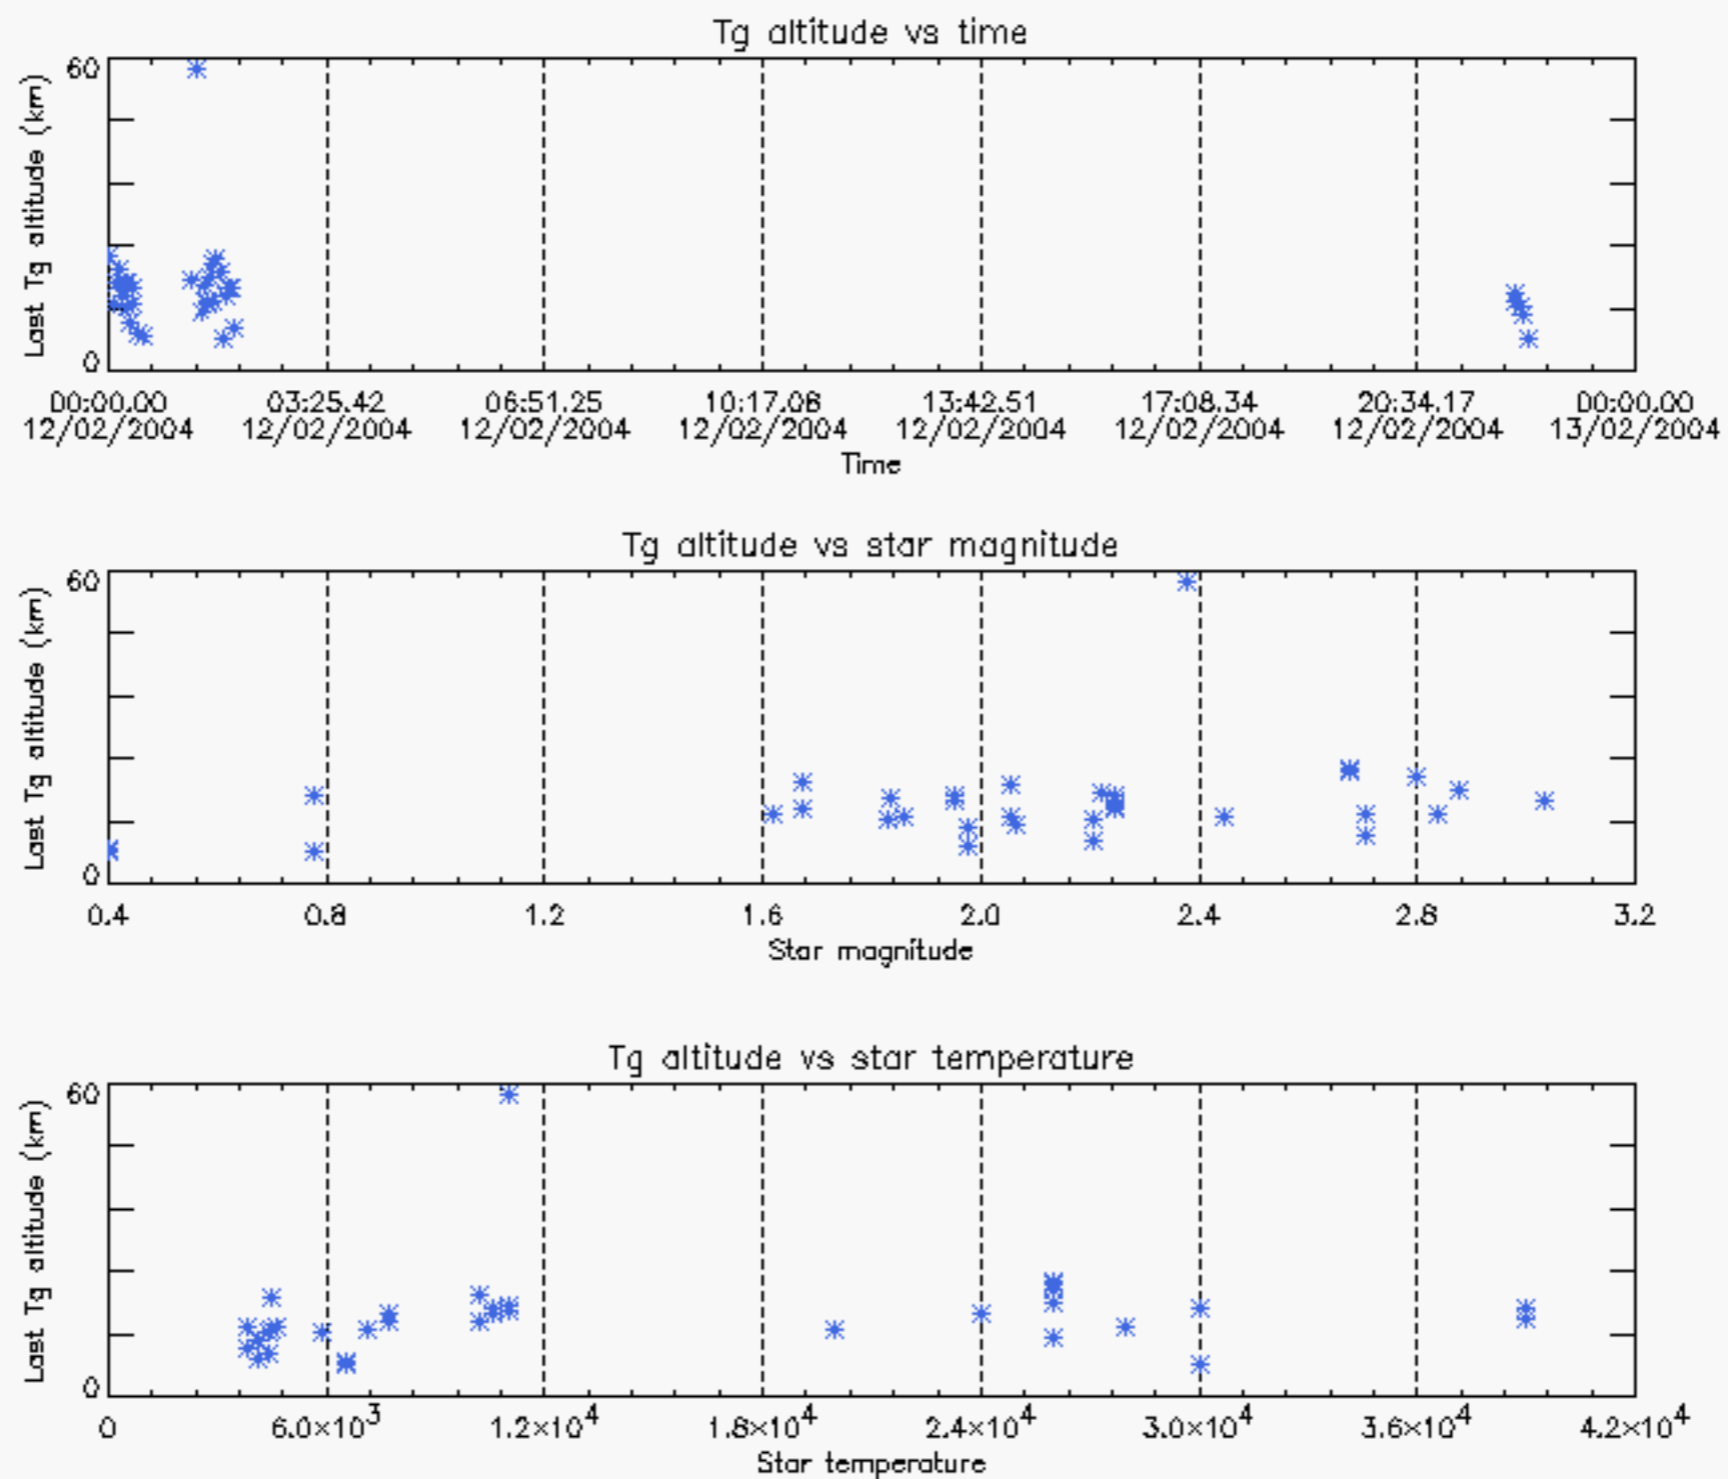 Tg altitude vs time
60
Last Tg altitude (km)
0
00:00.00 03:25.42 06:51.25 10:17.08 13:42.51 17:08.34 20:34.17 00:00.00
12/02/2004 12/02/2004 12/02/2004 12/02/2004 12/02/2004 12/02/2004 12/02/2004 13/02/2004
Time
Tg altitude vs star magnitude
60
Last Tg altitude (km)
0
0.4 0.8 1.2 1.6 2.0 2.4 2.8 3.2
Star magnitude
Tg altitude vs star temperature
60
Last Tg altitude (km)
0
0 6.0×10³ 1.2×10⁴ 1.8×10⁴ 2.4×10⁴ 3.0×10⁴ 3.6×10⁴ 4.2×10⁴
Star temperature